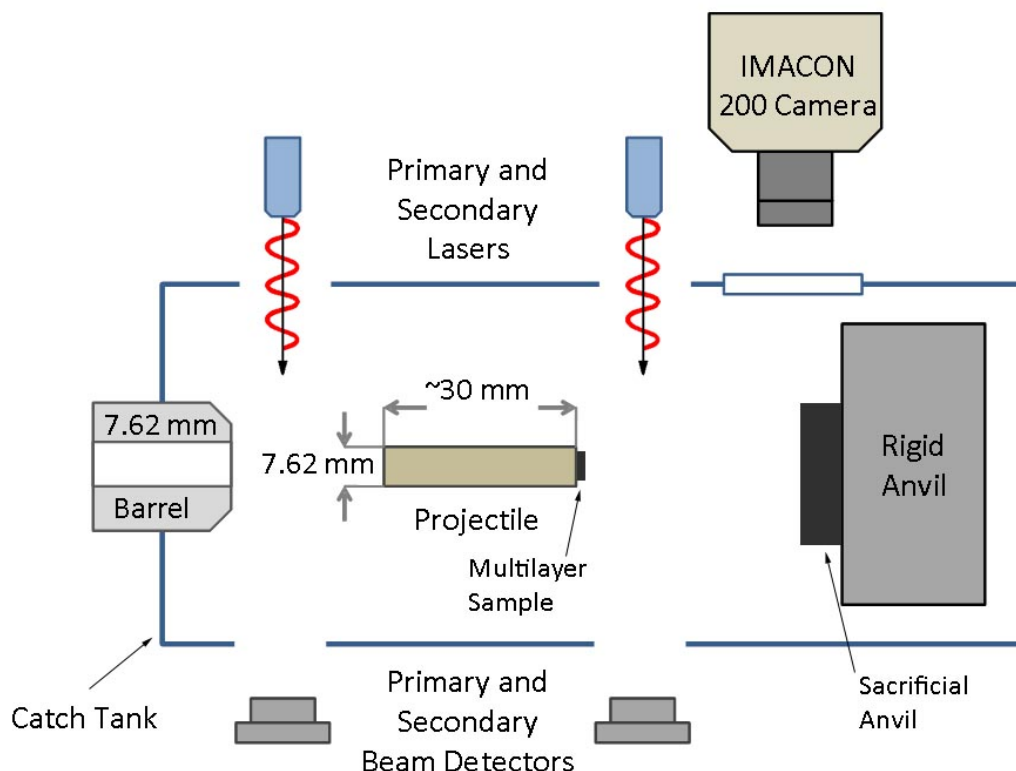 IMACON
200 Camera
Primary and
Secondary
Lasers
~30 mm
7.62 mm
7.62 mm
Barrel
Projectile
Multilayer
Sample
Rigid
Anvil
Catch Tank
Primary and
Secondary
Beam Detectors
Sacrificial
Anvil